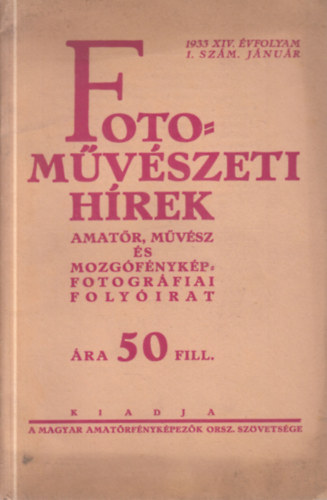 1933 XIV. ÉVFOLYAM
1. SZÁM. JÁNUÁR
FOTO=
MŰVÉSZETI
HÍREK
AMATŐR, MŰVÉSZ
ÉS
MOZGÓFÉNYKÉP=
FOTOGRÁFIAI
FOLYÓIRAT
ÁRA 50 FILL.
KIADJA
A MAGYAR AMATŐRFÉNYKÉPEZŐK ORSZ. SZÖVETSÉGE